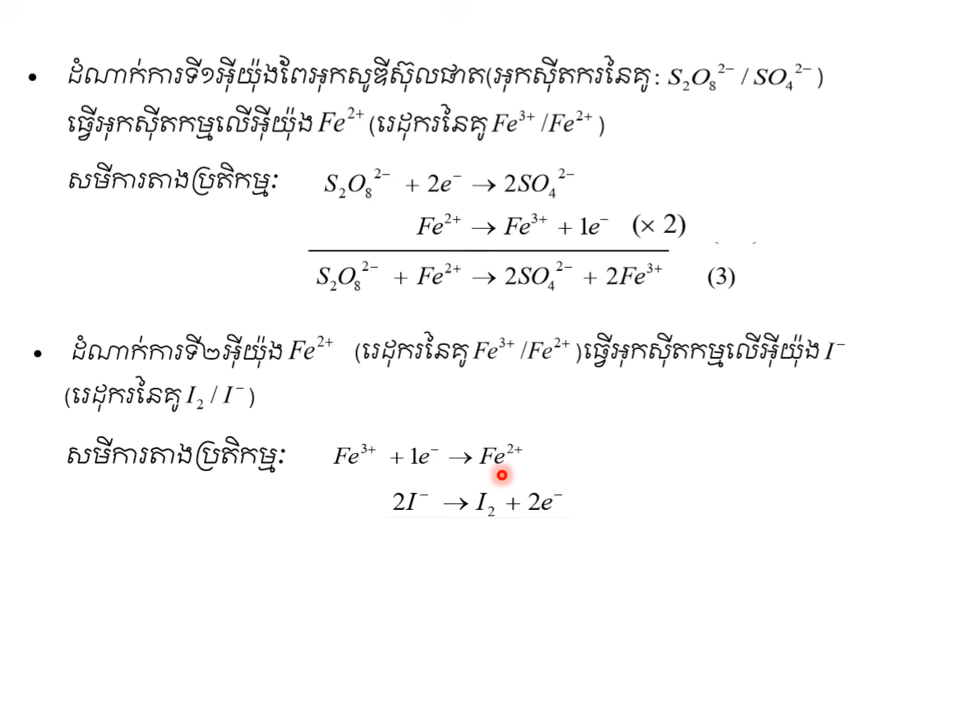 • ដំណាក់ការទី១អ៊ីយ៉ុងពែរអុកសូឌីស៊ុលផាត(អុកស៊ីតករនៃគូ: S₂O₈²⁻ / SO₄²⁻ )
ធ្វើអុកស៊ីតកម្មលើអ៊ីយ៉ុង Fe²⁺ (រេដុករនៃគូ Fe³⁺ /Fe²⁺ )
សមីការតាងប្រតិកម្ម: S₂O₈²⁻ + 2e⁻ → 2SO₄²⁻
Fe²⁺ → Fe³⁺ + 1e⁻ (× 2)
S₂O₈²⁻ + Fe²⁺ → 2SO₄²⁻ + 2Fe³⁺ (3)
• ដំណាក់ការទី២អ៊ីយ៉ុង Fe²⁺ (រេដុករនៃគូ Fe³⁺ /Fe²⁺ )ធ្វើអុកស៊ីតកម្មលើអ៊ីយ៉ុង I⁻
(រេដុករនៃគូ I₂ / I⁻ )
សមីការតាងប្រតិកម្ម: Fe³⁺ + 1e⁻ → Fe²⁺
2I⁻ → I₂ + 2e⁻